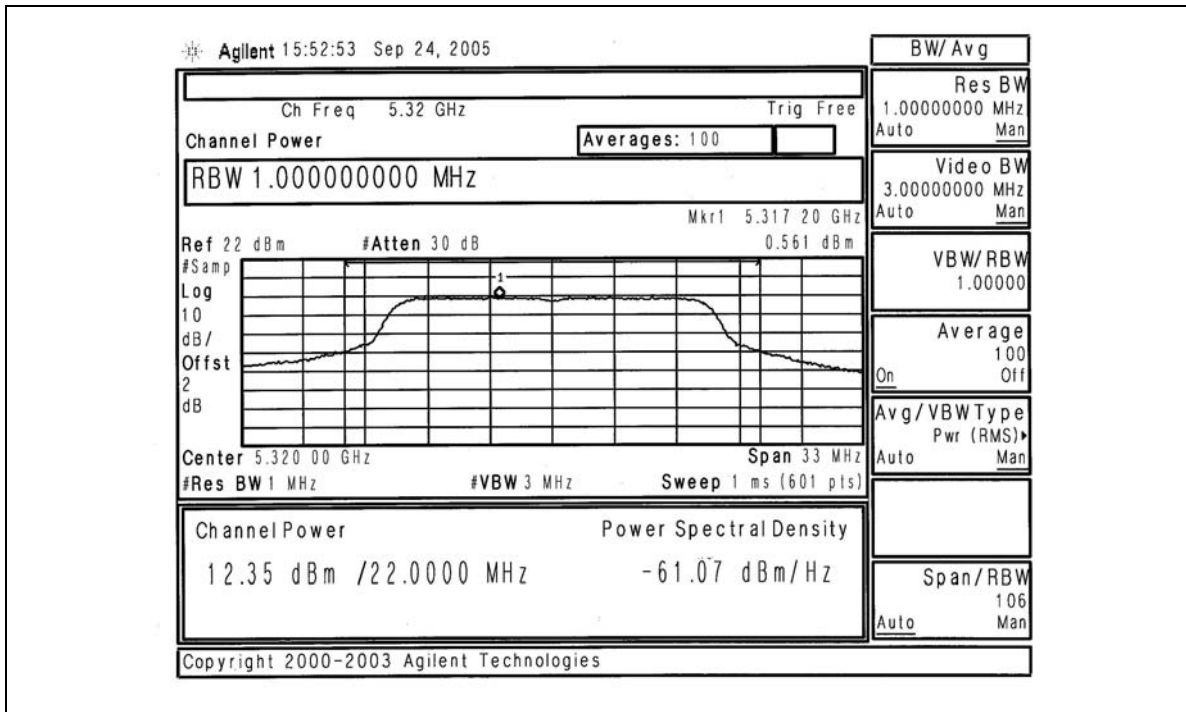 Agilent 15:52:53 Sep 24, 2005
BW/Avg
Ch Freq 5.32 GHz
Trig Free
Channel Power
Averages: 100
RBW 1.000000000 MHz
Mkr1 5.317 20 GHz
Ref 22 dBm
#Atten 30 dB
0.561 dBm
#Samp
Log
10
dB/
Offst
2
dB
1
Center 5.320 00 GHz
Span 33 MHz
#Res BW 1 MHz
#VBW 3 MHz
Sweep 1 ms (601 pts)
Channel Power
Power Spectral Density
12.35 dBm /22.0000 MHz
-61.07 dBm/Hz
Res BW
1.00000000 MHz
Auto Man
Video BW
3.00000000 MHz
Auto Man
VBW/RBW
1.00000
Average
100
On Off
Avg/VBW Type
Pwr (RMS)▸
Auto Man
Span/RBW
106
Auto Man
Copyright 2000-2003 Agilent Technologies